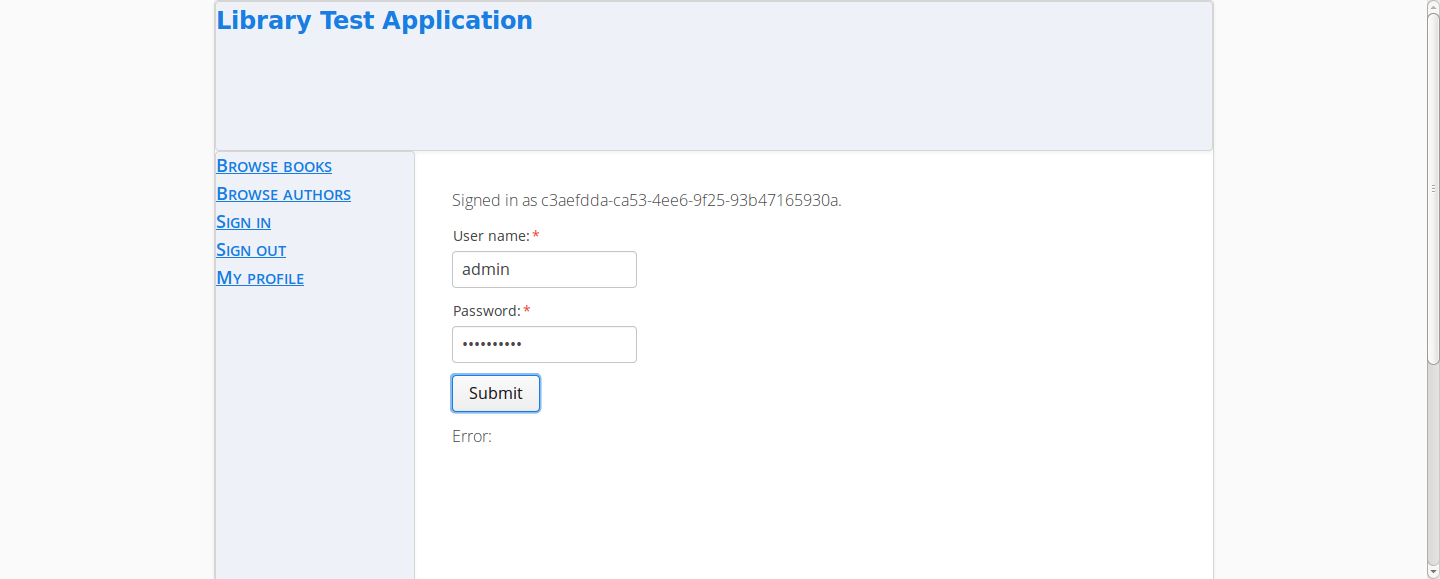 Library Test Application
Browse books
Browse authors
Sign in
Sign out
My profile
Signed in as c3aefdda-ca53-4ee6-9f25-93b47165930a.
User name:*
admin
Password:*
••••••••••
Submit
Error: